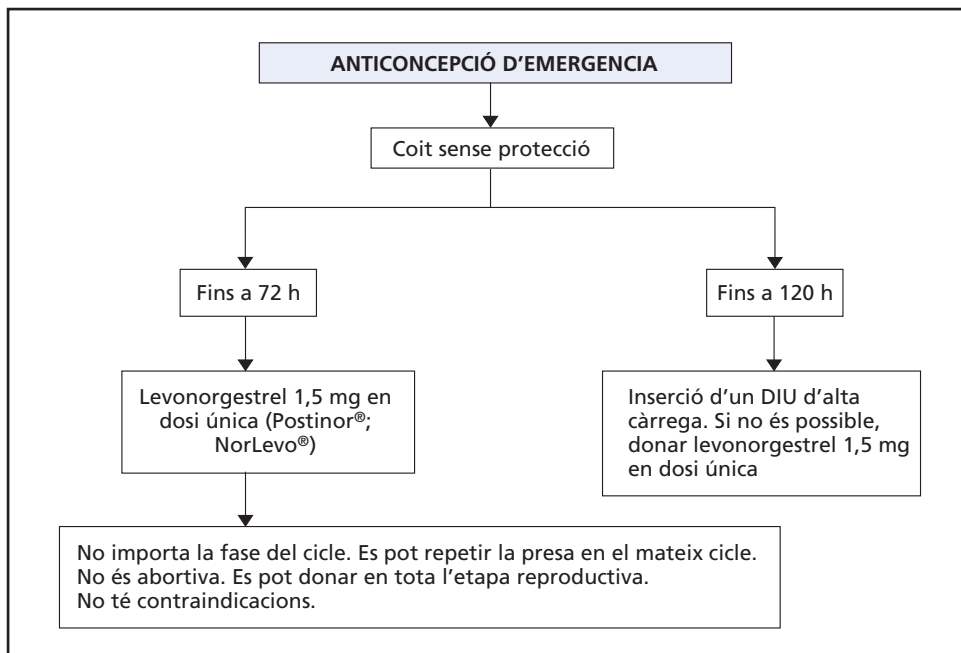 ANTICONCEPCIÓ D'EMERGENCIA
Coit sense protecció
Fins a 72 h
Fins a 120 h
Levonorgestrel 1,5 mg en
dosi única (Postinor®;
NorLevo®)
Inserció d'un DIU d'alta
càrrega. Si no és possible,
donar levonorgestrel 1,5 mg
en dosi única
No importa la fase del cicle. Es pot repetir la presa en el mateix cicle.
No és abortiva. Es pot donar en tota l'etapa reproductiva.
No té contraindicacions.